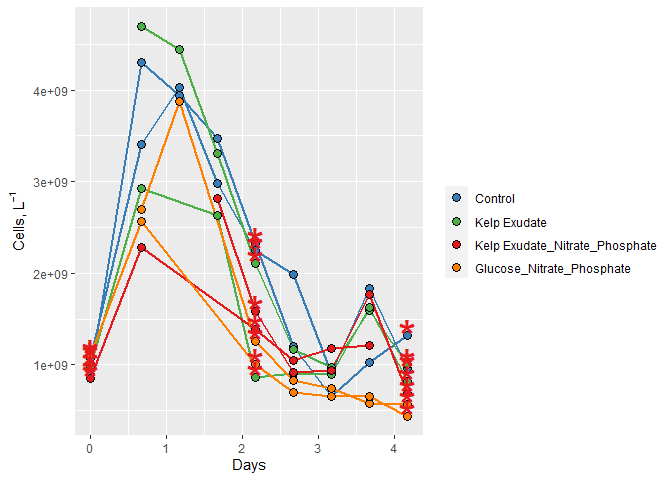 4e+09
3e+09
2e+09
1e+09
Cells, L⁻¹
0 1 2 3 4
Days
Control
Kelp Exudate
Kelp Exudate_Nitrate_Phosphate
Glucose_Nitrate_Phosphate